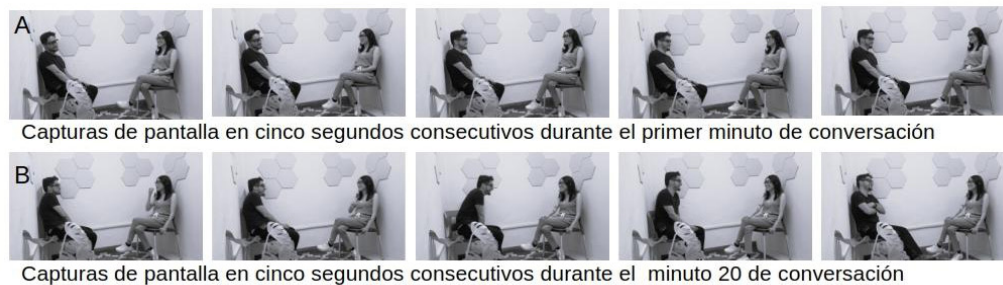 A
Capturas de pantalla en cinco segundos consecutivos durante el primer minuto de conversación
B
Capturas de pantalla en cinco segundos consecutivos durante el  minuto 20 de conversación